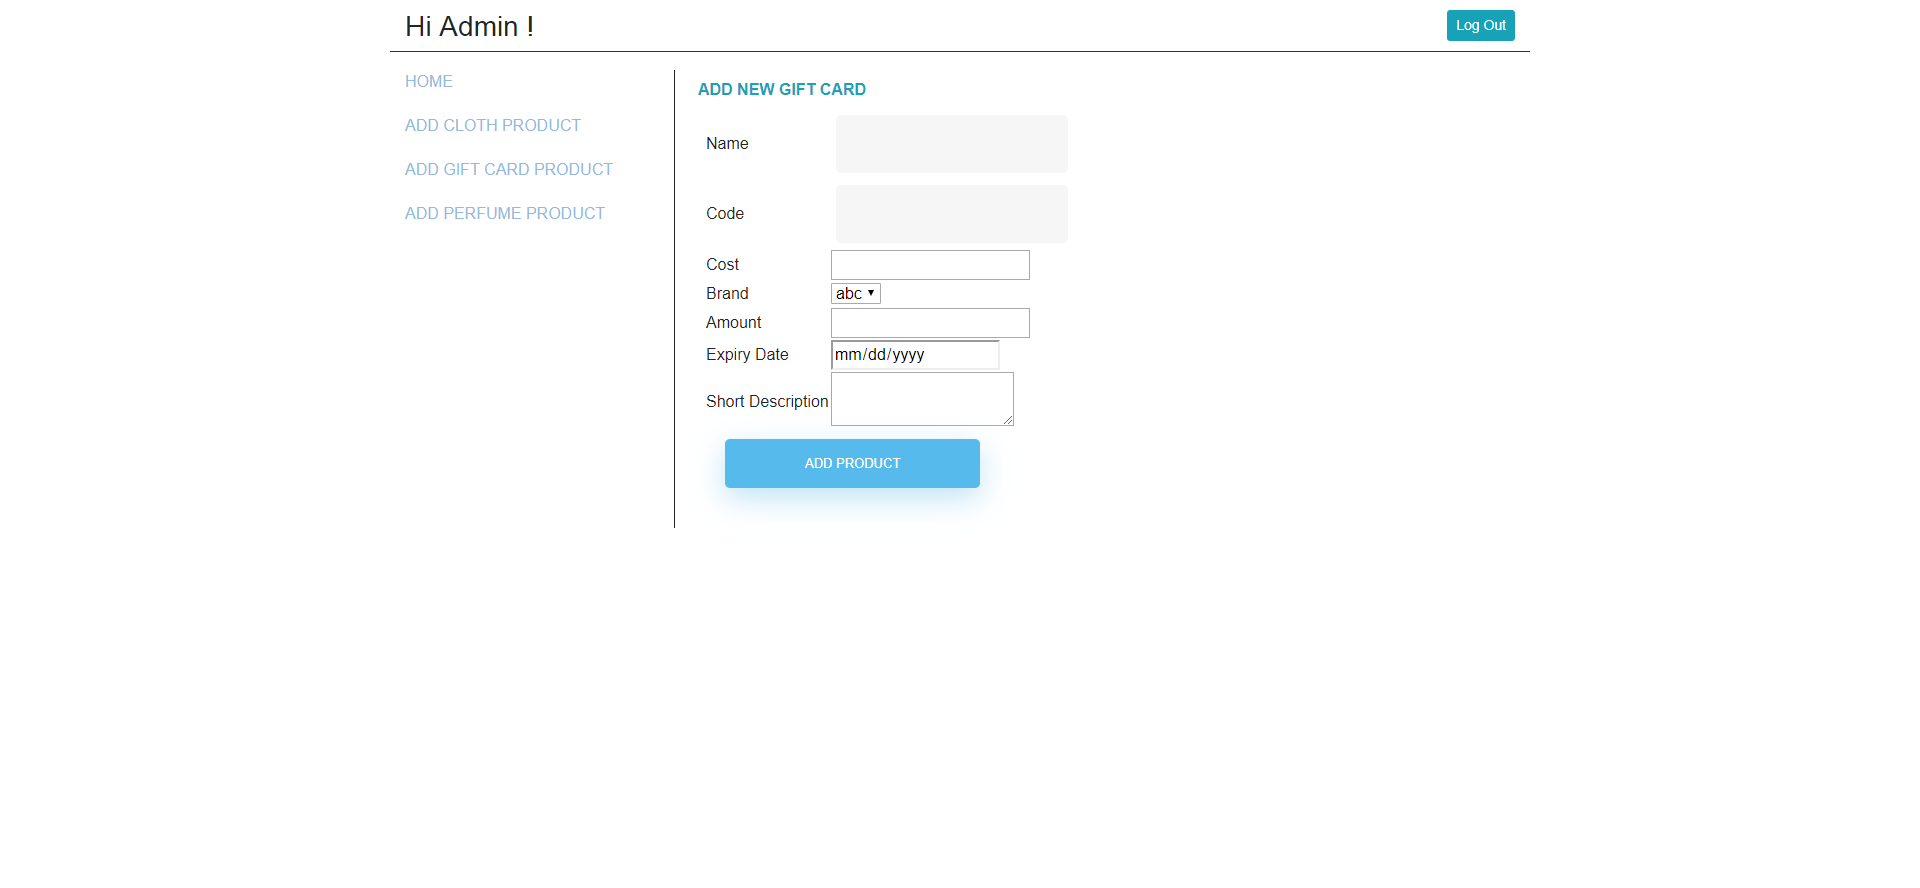 Hi Admin !
Log Out
HOME
ADD CLOTH PRODUCT
ADD GIFT CARD PRODUCT
ADD PERFUME PRODUCT
ADD NEW GIFT CARD
Name
Code
Cost
Brand abc
Amount
Expiry Date mm/dd/yyyy
Short Description
ADD PRODUCT